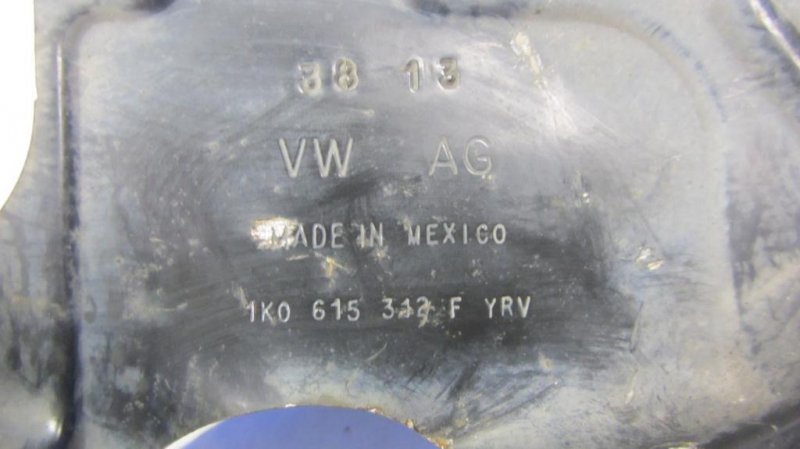 38 13
VW AG
MADE IN MEXICO
1K0 615 312 F YRV